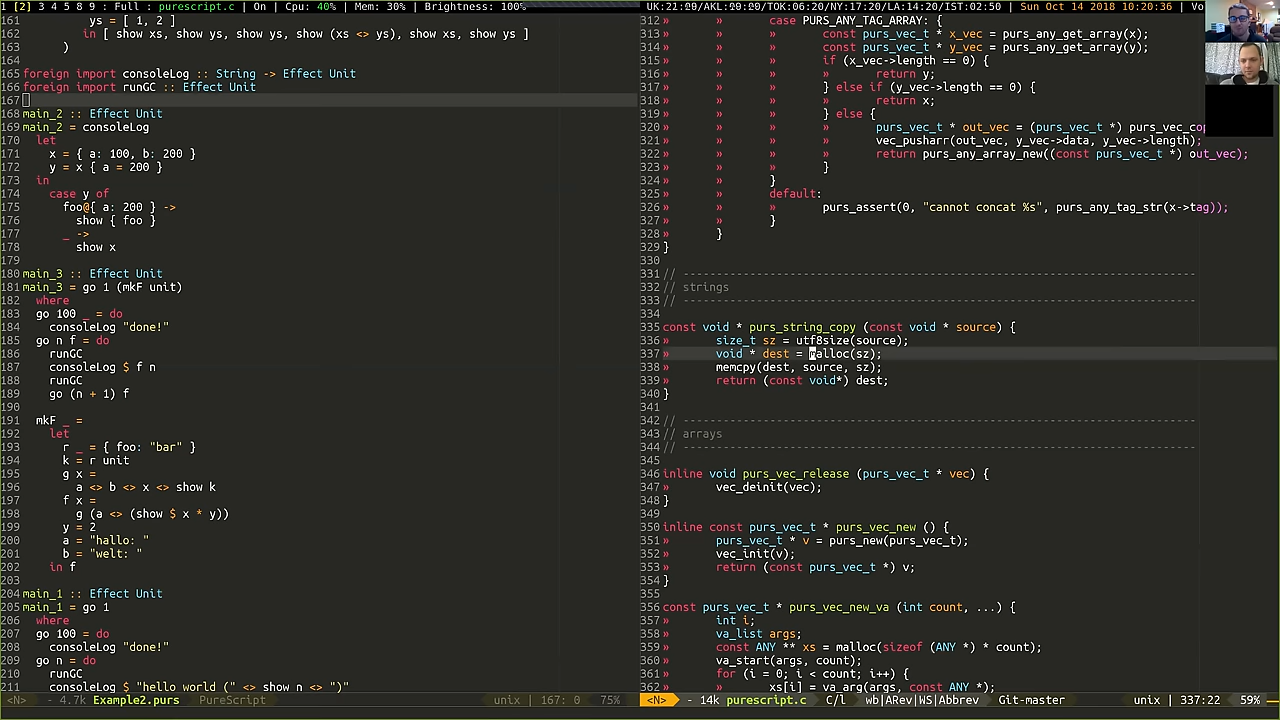 1 [2] 3 4 5 8 9 : Full : purescript.c | On | Cpu: 40% | Mem: 30% | Brightness: 100%
UK:21:20/AKL:09:20/TOK:06:20/NY:17:20/LA:14:20/IST:02:50 | Sun Oct 14 2018 10:20:36 | Vo
161 ys = [ 1, 2 ]
162 in [ show xs, show ys, show ys, show (xs <> ys), show xs, show ys ]
163 )
164
165 foreign import consoleLog :: String -> Effect Unit
166 foreign import runGC :: Effect Unit
167
168 main_2 :: Effect Unit
169 main_2 = consoleLog
170 let
171 x = { a: 100, b: 200 }
172 y = x { a = 200 }
173 in
174 case y of
175 foo@{ a: 200 } ->
176 show { foo }
177 _ ->
178 show x
179
180 main_3 :: Effect Unit
181 main_3 = go 1 (mkF unit)
182 where
183 go 100 _ = do
184 consoleLog "done!"
185 go n f = do
186 runGC
187 consoleLog $ f n
188 runGC
189 go (n + 1) f
190
191 mkF _ =
192 let
193 r _ = { foo: "bar" }
194 k = r unit
195 g x =
196 a <> b <> x <> show k
197 f x =
198 g (a <> (show $ x * y))
199 y = 2
200 a = "hallo: "
201 b = "welt: "
202 in f
203
204 main_1 :: Effect Unit
205 main_1 = go 1
206 where
207 go 100 = do
208 consoleLog "done!"
209 go n = do
210 runGC
211 consoleLog $ "hello world (" <> show n <> ")"
<N> - 4.7k Example2.purs PureScript unix | 167: 0 75%
312» » » case PURS_ANY_TAG_ARRAY: {
313» » » » const purs_vec_t * x_vec = purs_any_get_array(x);
314» » » » const purs_vec_t * y_vec = purs_any_get_array(y);
315» » » » if (x_vec->length == 0) {
316» » » » » return y;
317» » » » } else if (y_vec->length == 0) {
318» » » » » return x;
319» » » » } else {
320» » » » » purs_vec_t * out_vec = (purs_vec_t *) purs_vec_cop
321» » » » » vec_pusharr(out_vec, y_vec->data, y_vec->length);
322» » » » » return purs_any_array_new((const purs_vec_t *) out_vec);
323» » » » }
324» » » }
325» » » default:
326» » » » purs_assert(0, "cannot concat %s", purs_any_tag_str(x->tag));
327» » » }
328» » }
329 }
330
331 // ------------------------------------------------------------------------------
332 // strings
333 // ------------------------------------------------------------------------------
334
335 const void * purs_string_copy (const void * source) {
336» size_t sz = utf8size(source);
337» void * dest = malloc(sz);
338» memcpy(dest, source, sz);
339» return (const void*) dest;
340 }
341
342 // ------------------------------------------------------------------------------
343 // arrays
344 // ------------------------------------------------------------------------------
345
346 inline void purs_vec_release (purs_vec_t * vec) {
347» vec_deinit(vec);
348 }
349
350 inline const purs_vec_t * purs_vec_new () {
351» purs_vec_t * v = purs_new(purs_vec_t);
352» vec_init(v);
353» return (const purs_vec_t *) v;
354 }
355
356 const purs_vec_t * purs_vec_new_va (int count, ...) {
357» int i;
358» va_list args;
359» const ANY ** xs = malloc(sizeof (ANY *) * count);
360» va_start(args, count);
361» for (i = 0; i < count; i++) {
362» » xs[i] = va_arg(args, const ANY *);
<N> - 14k purescript.c C/l wb|ARev|WS|Abbrev Git-master unix | 337:22 59%